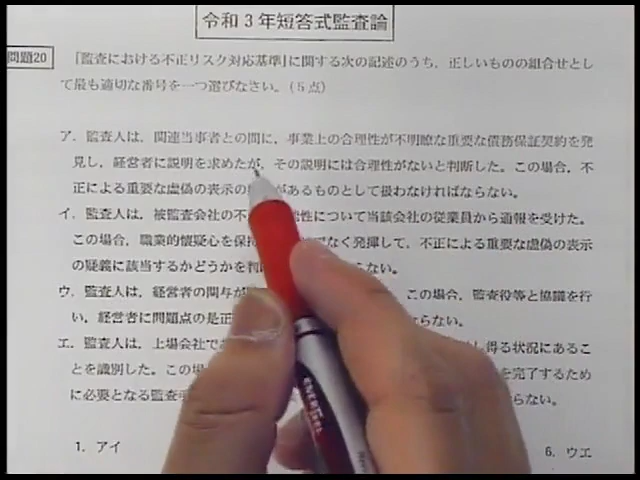 令和3年短答式監査論
問題20
「監査における不正リスク対応基準」に関する次の記述のうち，正しいものの組合せとし
て最も適切な番号を一つ選びなさい。（5点）
ア．監査人は，関連当事者との間に，事業上の合理性が不明瞭な重要な債務保証契約を発
見し，経営者に説明を求めたが，その説明には合理性がないと判断した。この場合，不
正による重要な虚偽の表示の があるものとして扱わなければならない。
イ．監査人は，被監査会社の不 性について当該会社の従業員から通報を受けた。
この場合，職業的懐疑心を保持 なく発揮して，不正による重要な虚偽の表示
の疑義に該当するかどうかを判 らない。
ウ．監査人は，経営者の関与が この場合，監査役等と協議を行
い，経営者に問題点の是正 らない。
エ．監査人は，上場会社で し得る状況にあるこ
とを識別した。この場 を完了するため
に必要となる監査 らない。
1．アイ
6．ウエ
ENERGEL